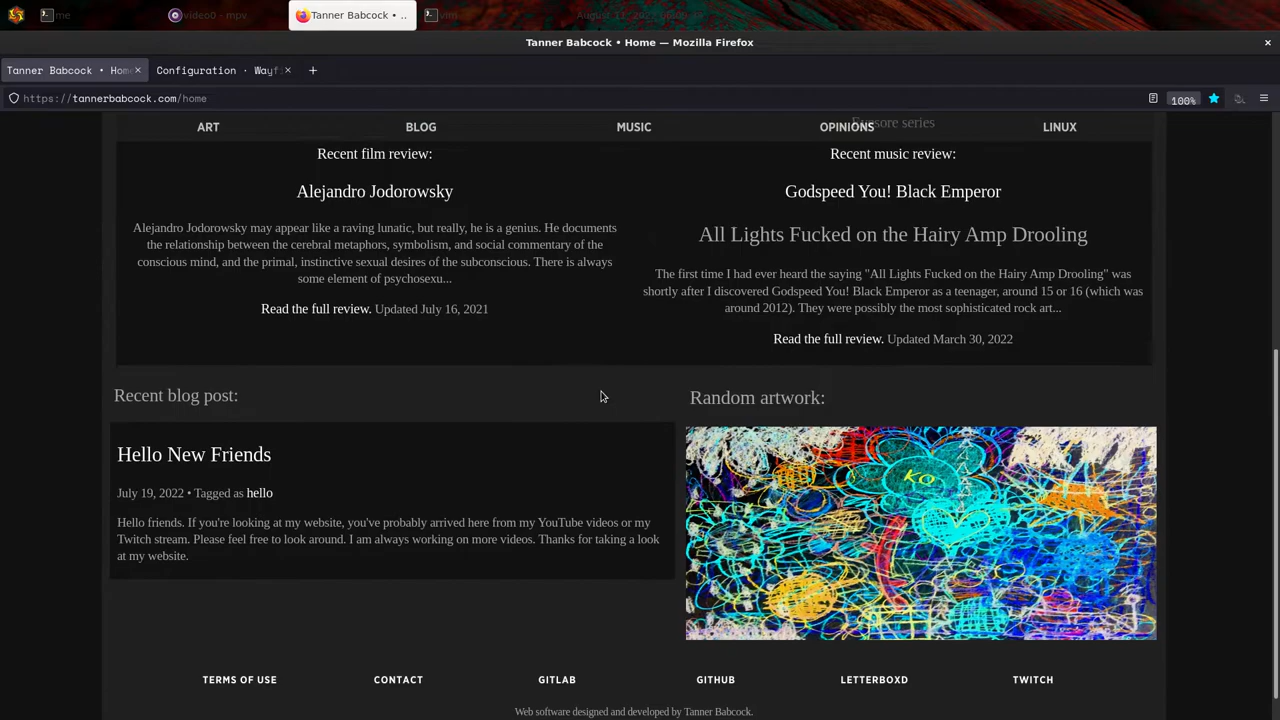 me
video0 - mpv
Tanner Babcock • ..
vim
Tanner Babcock • Home — Mozilla Firefox
Tanner Babcock • Hom
Configuration · Wayfi
https://tannerbabcock.com/home
100%
ART
BLOG
MUSIC
OPINIONS
LINUX
series
Recent film review:
Alejandro Jodorowsky
Alejandro Jodorowsky may appear like a raving lunatic, but really, he is a genius. He documents
the relationship between the cerebral metaphors, symbolism, and social commentary of the
conscious mind, and the primal, instinctive sexual desires of the subconscious. There is always
some element of psychosexu...
Read the full review. Updated July 16, 2021
Recent music review:
Godspeed You! Black Emperor
All Lights Fucked on the Hairy Amp Drooling
The first time I had ever heard the saying "All Lights Fucked on the Hairy Amp Drooling" was
shortly after I discovered Godspeed You! Black Emperor as a teenager, around 15 or 16 (which was
around 2012). They were possibly the most sophisticated rock art...
Read the full review. Updated March 30, 2022
Recent blog post:
Hello New Friends
July 19, 2022 • Tagged as hello
Hello friends. If you're looking at my website, you've probably arrived here from my YouTube videos or my
Twitch stream. Please feel free to look around. I am always working on more videos. Thanks for taking a look
at my website.
Random artwork:
KQ
TERMS OF USE
CONTACT
GITLAB
GITHUB
LETTERBOXD
TWITCH
Web software designed and developed by Tanner Babcock.